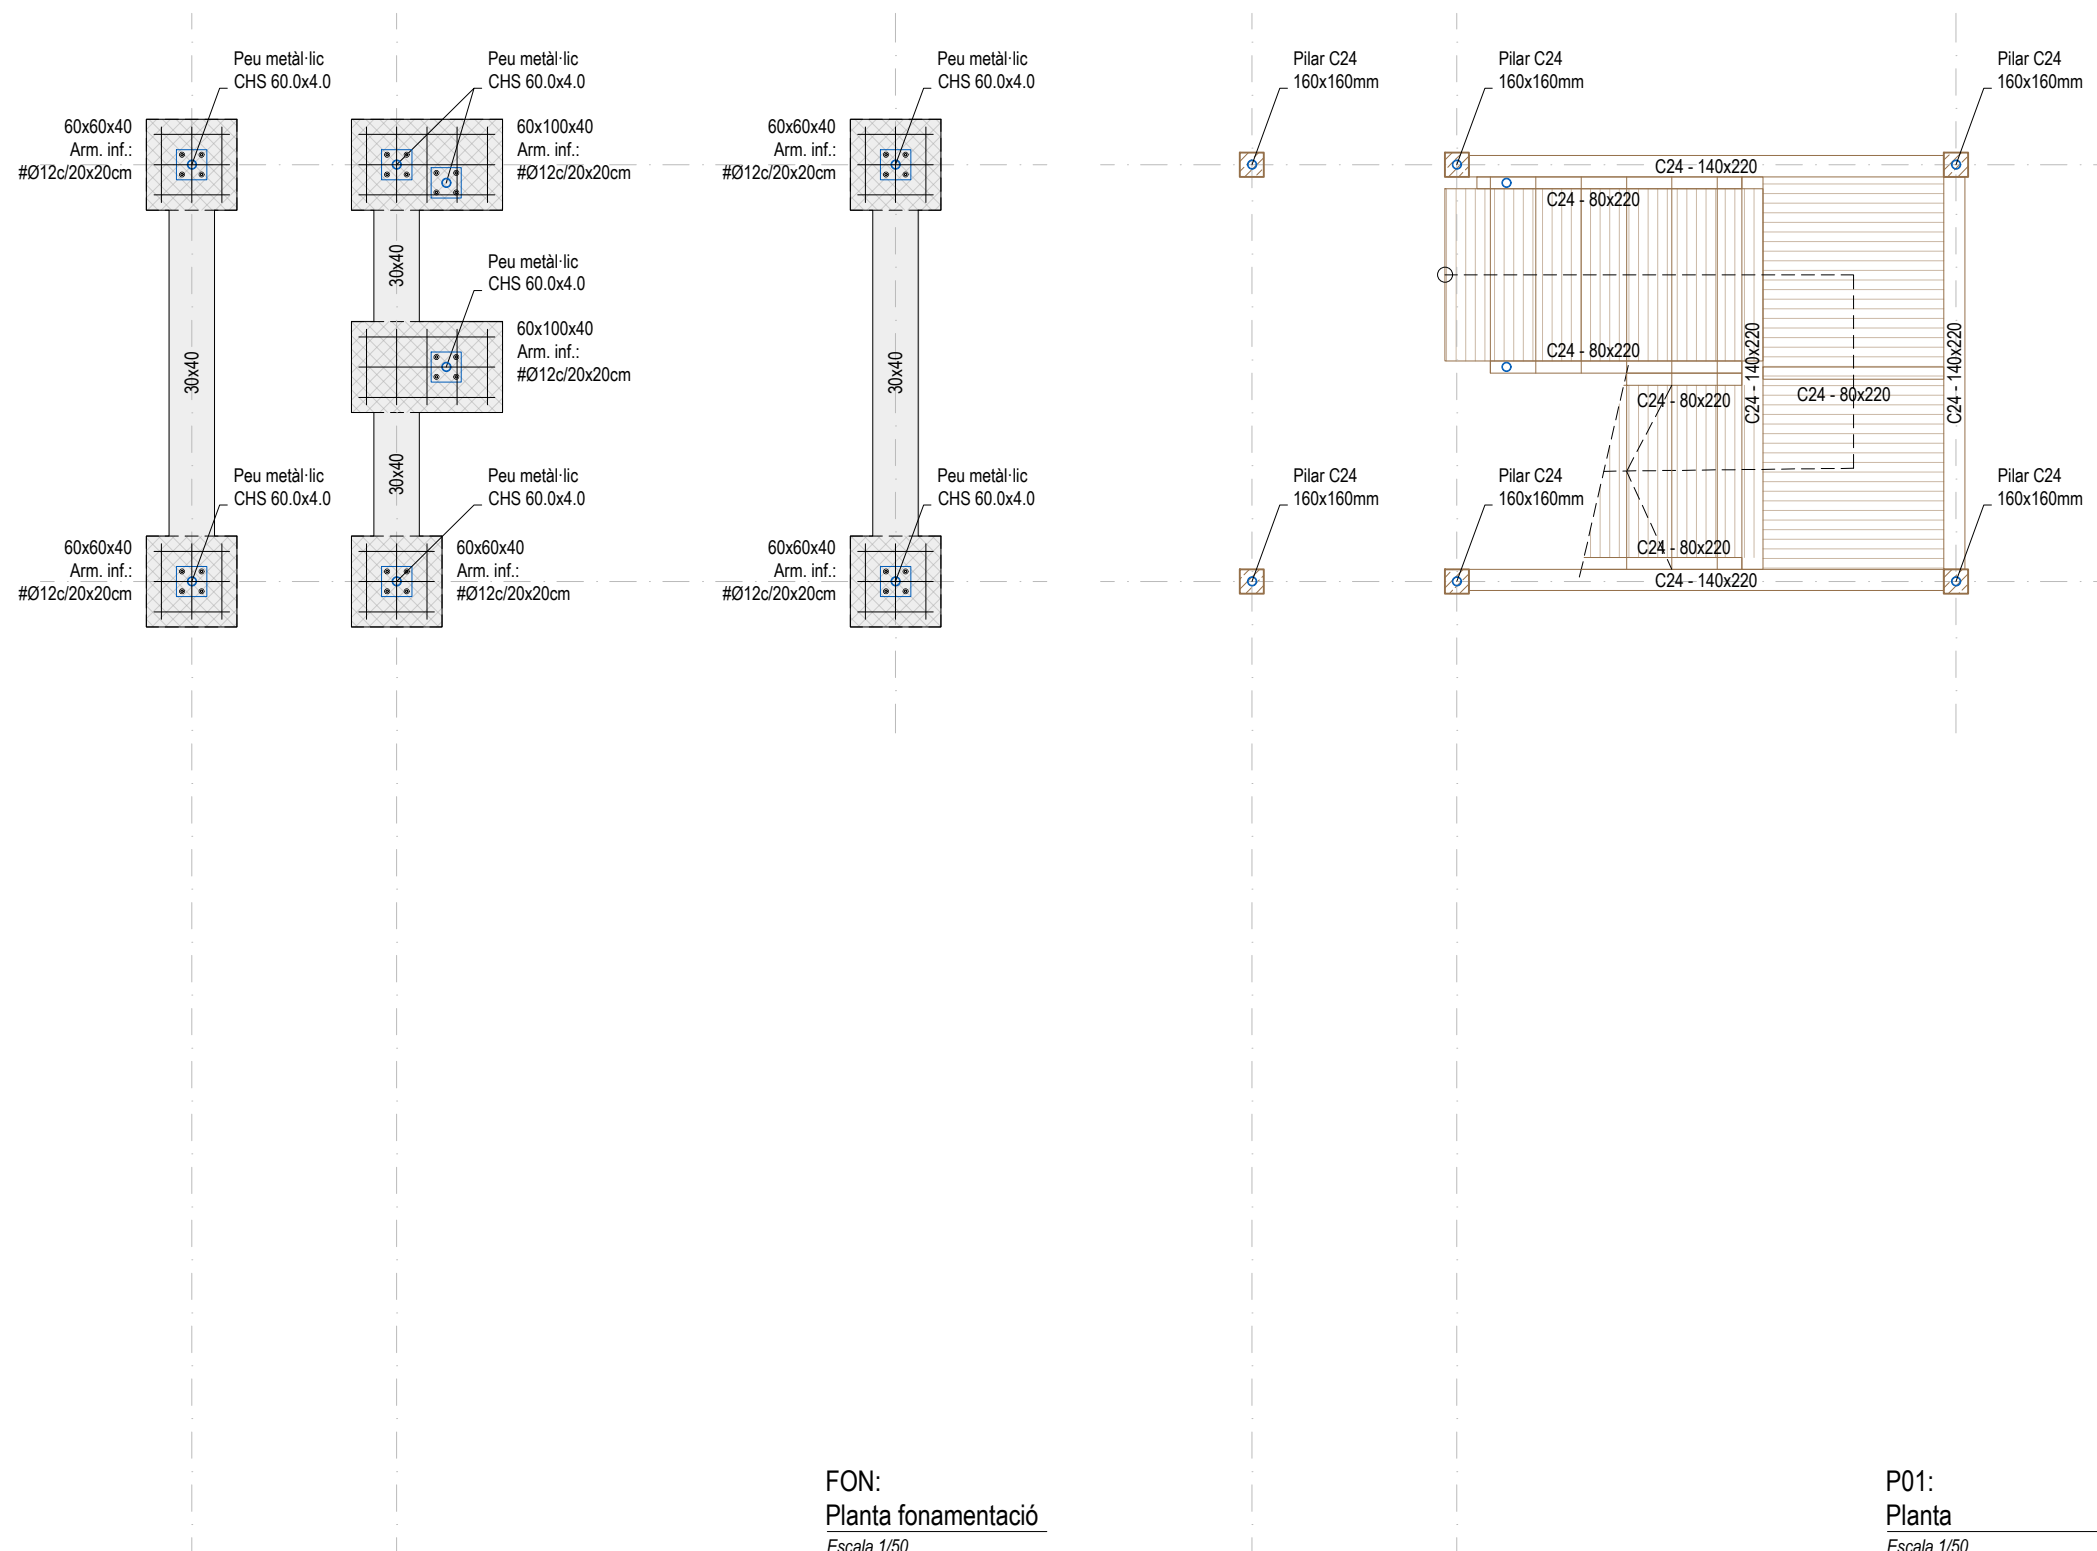 Peu metàl·lic
CHS 60.0x4.0
Peu metàl·lic
CHS 60.0x4.0
Peu metàl·lic
CHS 60.0x4.0
Pilar C24
160x160mm
Pilar C24
160x160mm
Pilar C24
160x160mm
60x60x40
Arm. inf.:
#Ø12c/20x20cm
60x100x40
Arm. inf.:
#Ø12c/20x20cm
60x60x40
Arm. inf.:
#Ø12c/20x20cm
C24 - 140x220
C24 - 80x220
30x40
Peu metàl·lic
CHS 60.0x4.0
60x100x40
Arm. inf.:
#Ø12c/20x20cm
30x40
30x40
C24 - 80x220
C24 - 140x220
C24 - 80x220
C24 - 140x220
C24 - 80x220
30x40
Peu metàl·lic
CHS 60.0x4.0
Peu metàl·lic
CHS 60.0x4.0
Peu metàl·lic
CHS 60.0x4.0
Pilar C24
160x160mm
Pilar C24
160x160mm
Pilar C24
160x160mm
60x60x40
Arm. inf.:
#Ø12c/20x20cm
60x60x40
Arm. inf.:
#Ø12c/20x20cm
60x60x40
Arm. inf.:
#Ø12c/20x20cm
C24 - 80x220
C24 - 140x220
FON:
Planta fonamentació
Escala 1/50
P01:
Planta
Escala 1/50